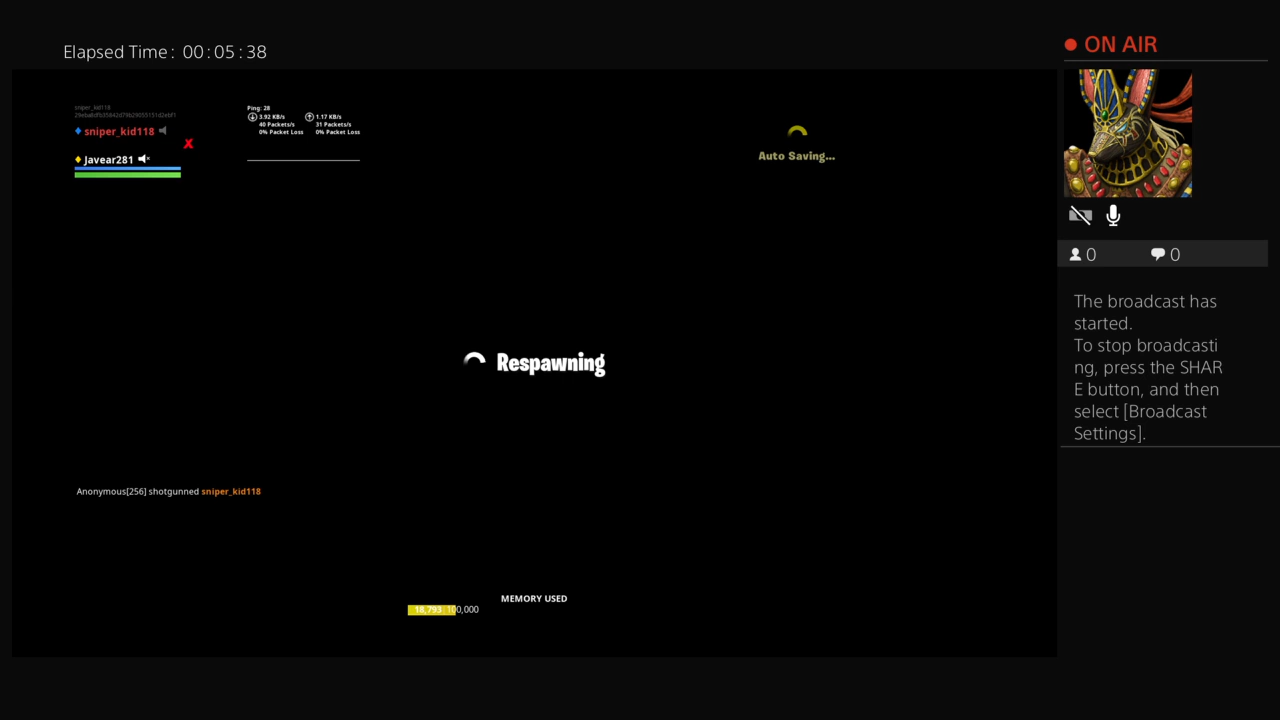 Elapsed Time: 00:05:38
ON AIR
sniper_kid118
sniper_kid118
Javear281
Ping: 28
3.92 KB/s 1.17 KB/s
40 Packets/s 31 Packets/s
0% Packet Loss 0% Packet Loss
Auto Saving...
0 0
The broadcast has
started.
To stop broadcasti
ng, press the SHAR
E button, and then
select [Broadcast
Settings].
Respawning
Anonymous[256] shotgunned sniper_kid118
MEMORY USED
18,793 100,000